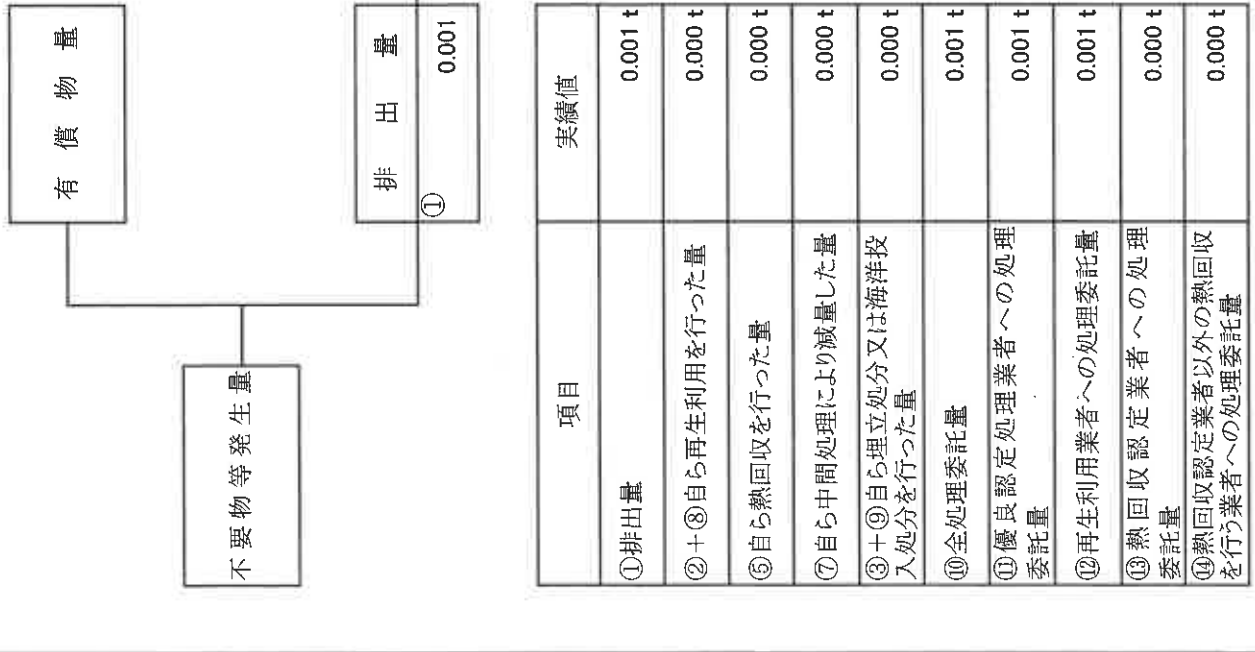 有償物量
不要物等発生量
排出量
①
0.001
項目 実績値
①排出量 0.001 t
②+⑧自ら再生利用を行った量 0.000 t
⑤自ら熱回収を行った量 0.000 t
⑦自ら中間処理により減量した量 0.000 t
③+⑨自ら埋立処分又は海洋投
入処分を行った量 0.000 t
⑩全処理委託量 0.001 t
⑪優良認定処理業者への処理
委託量 0.001 t
⑫再生利用業者への処理委託量 0.001 t
⑬熱回収認定業者への処理
委託量 0.000 t
⑭熱回収認定業者以外の熱回収
を行う業者への処理委託量 0.000 t